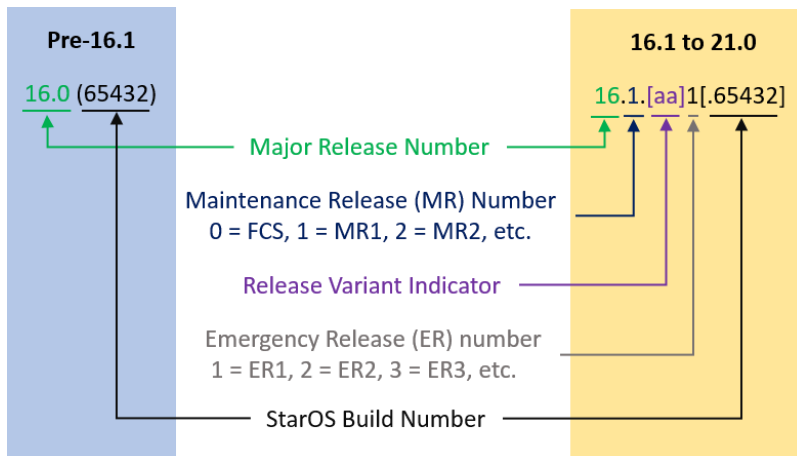 Pre-16.1
16.1 to 21.0
16.0 (65432)
16.1.[aa]1[.65432]
Major Release Number
Maintenance Release (MR) Number
0 = FCS, 1 = MR1, 2 = MR2, etc.
Release Variant Indicator
Emergency Release (ER) number
1 = ER1, 2 = ER2, 3 = ER3, etc.
StarOS Build Number